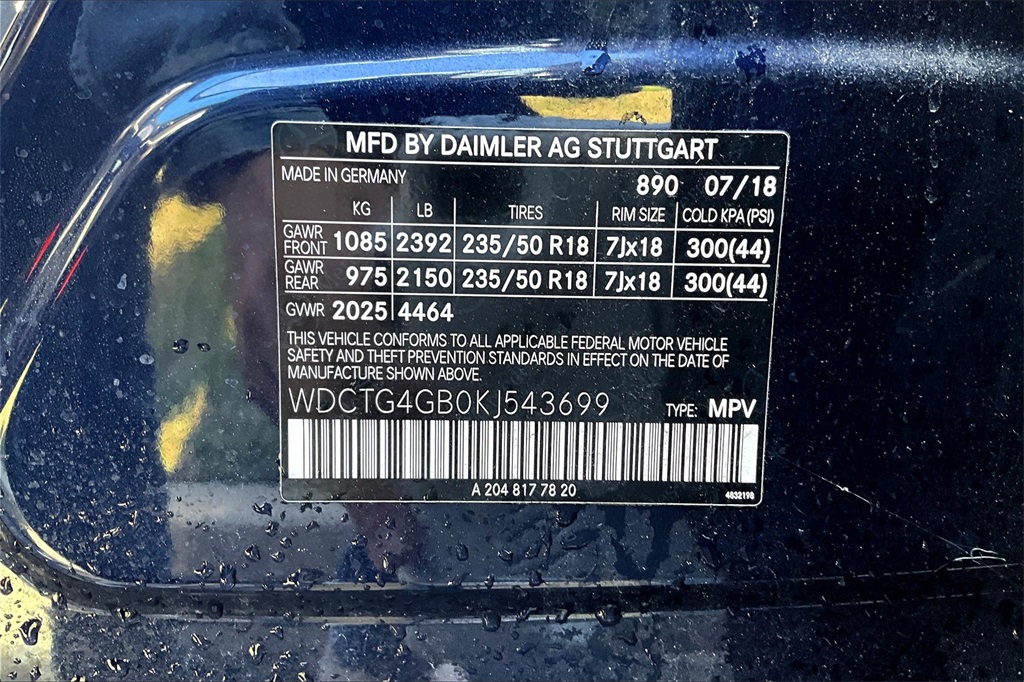 MFD BY DAIMLER AG STUTTGART
MADE IN GERMANY 890 07/18
KG LB TIRES RIM SIZE COLD KPA (PSI)
GAWR FRONT 1085 2392 235/50 R18 7Jx18 300(44)
GAWR REAR 975 2150 235/50 R18 7Jx18 300(44)
GVWR 2025 4464
THIS VEHICLE CONFORMS TO ALL APPLICABLE FEDERAL MOTOR VEHICLE
SAFETY AND THEFT PREVENTION STANDARDS IN EFFECT ON THE DATE OF
MANUFACTURE SHOWN ABOVE.
WDCTG4GB0KJ543699 TYPE: MPV
A 204 817 78 20 4832198